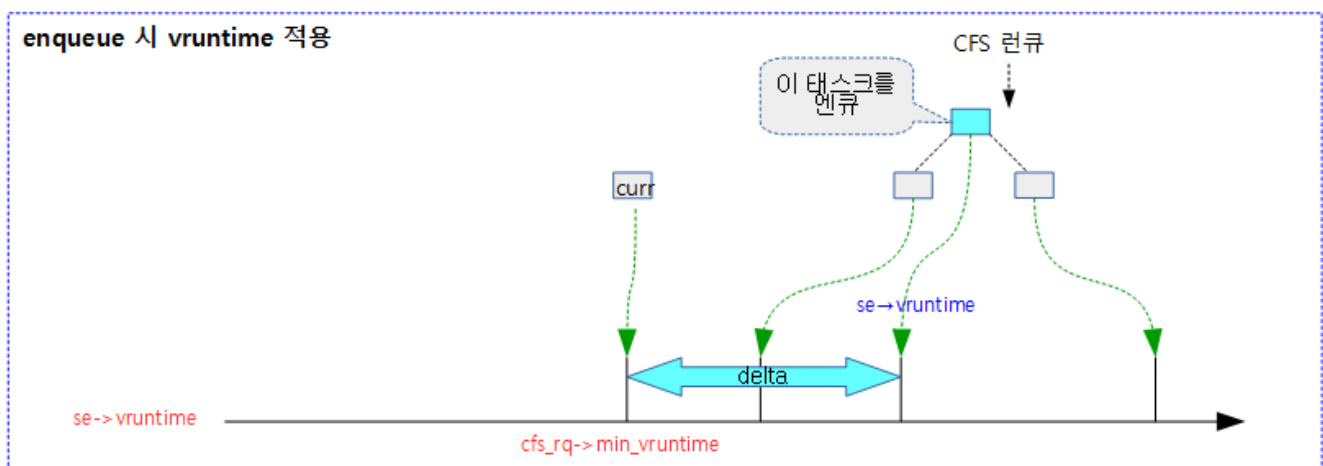 enqueue 시 vruntime 적용
CFS 런큐
이 태스크를
엔큐
curr
se→vruntime
delta
se->vruntime
cfs_rq->min_vruntime